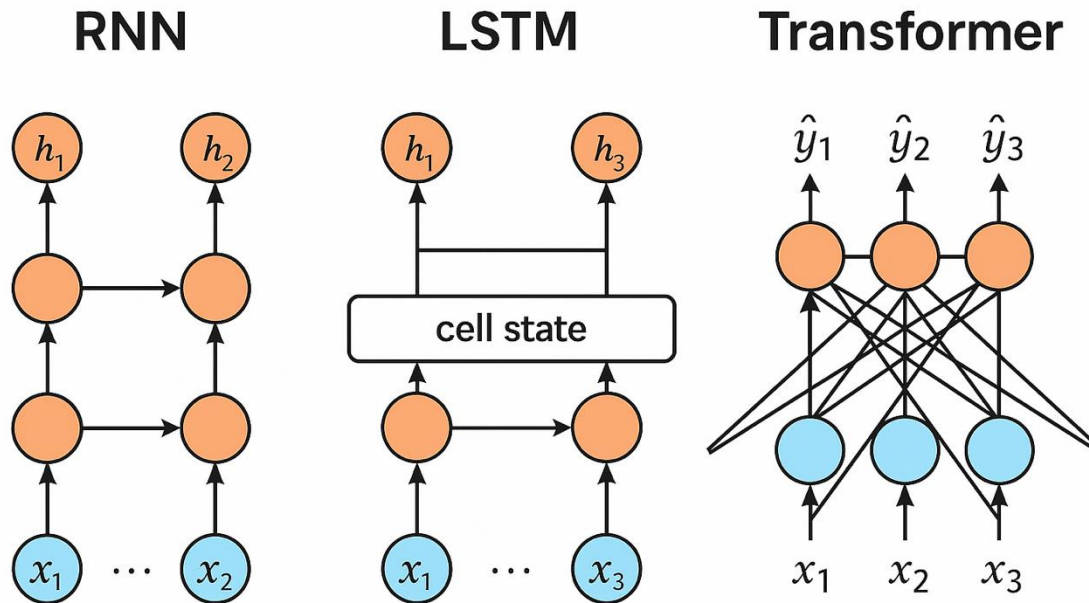 RNN
LSTM
Transformer
h₁
h₂
h₁
h₃
ŷ₁
ŷ₂
ŷ₃
cell state
x₁ ... x₂
x₁ ... x₃
x₁
x₂
x₃